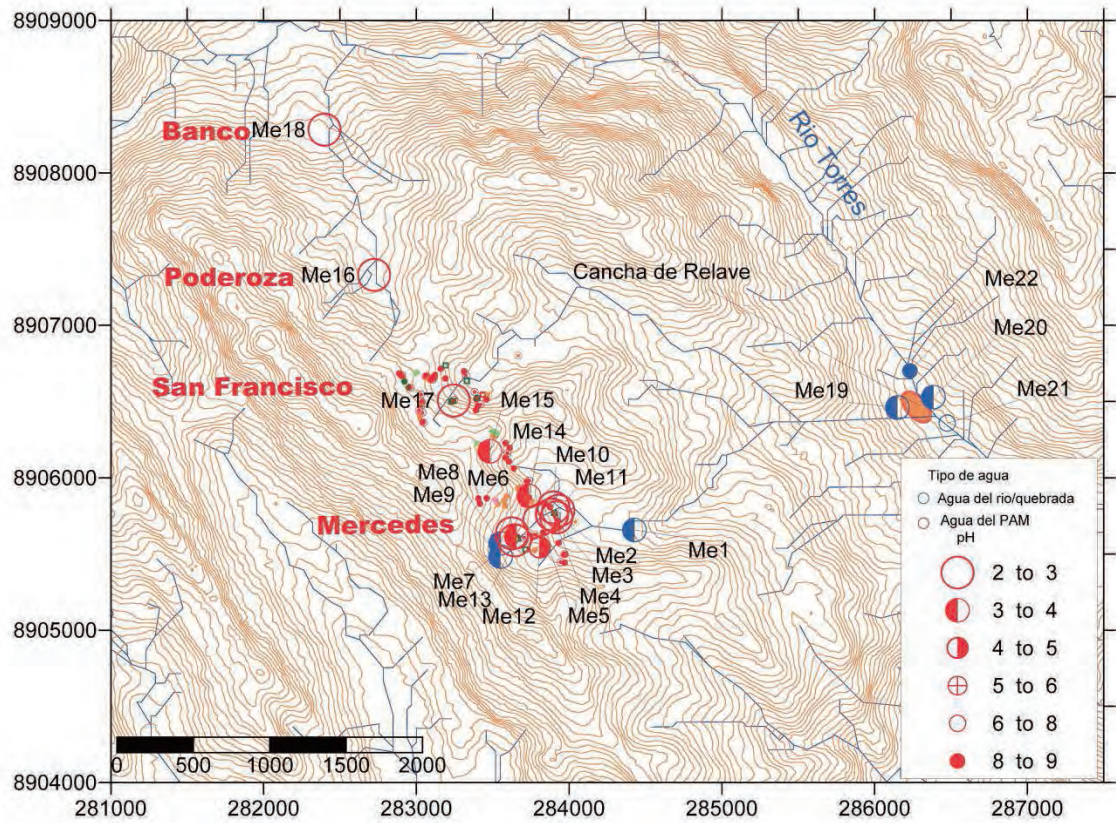 8909000
8908000
8907000
8906000
8905000
8904000
Banco
Me18
Rio Torres
Poderoza
Me16
Cancha de Relave
Me22
Me20
San Francisco
Me17
Me15
Me19
Me21
Me14
Me8
Me6
Me10
Me9
Me11
Mercedes
Me2
Me1
Me3
Me7
Me4
Me13
Me12
Me5
Tipo de agua
Agua del rio/quebrada
Agua del PAM
pH
2 to 3
3 to 4
4 to 5
5 to 6
6 to 8
8 to 9
0 500 1000 1500 2000
281000 282000 283000 284000 285000 286000 287000